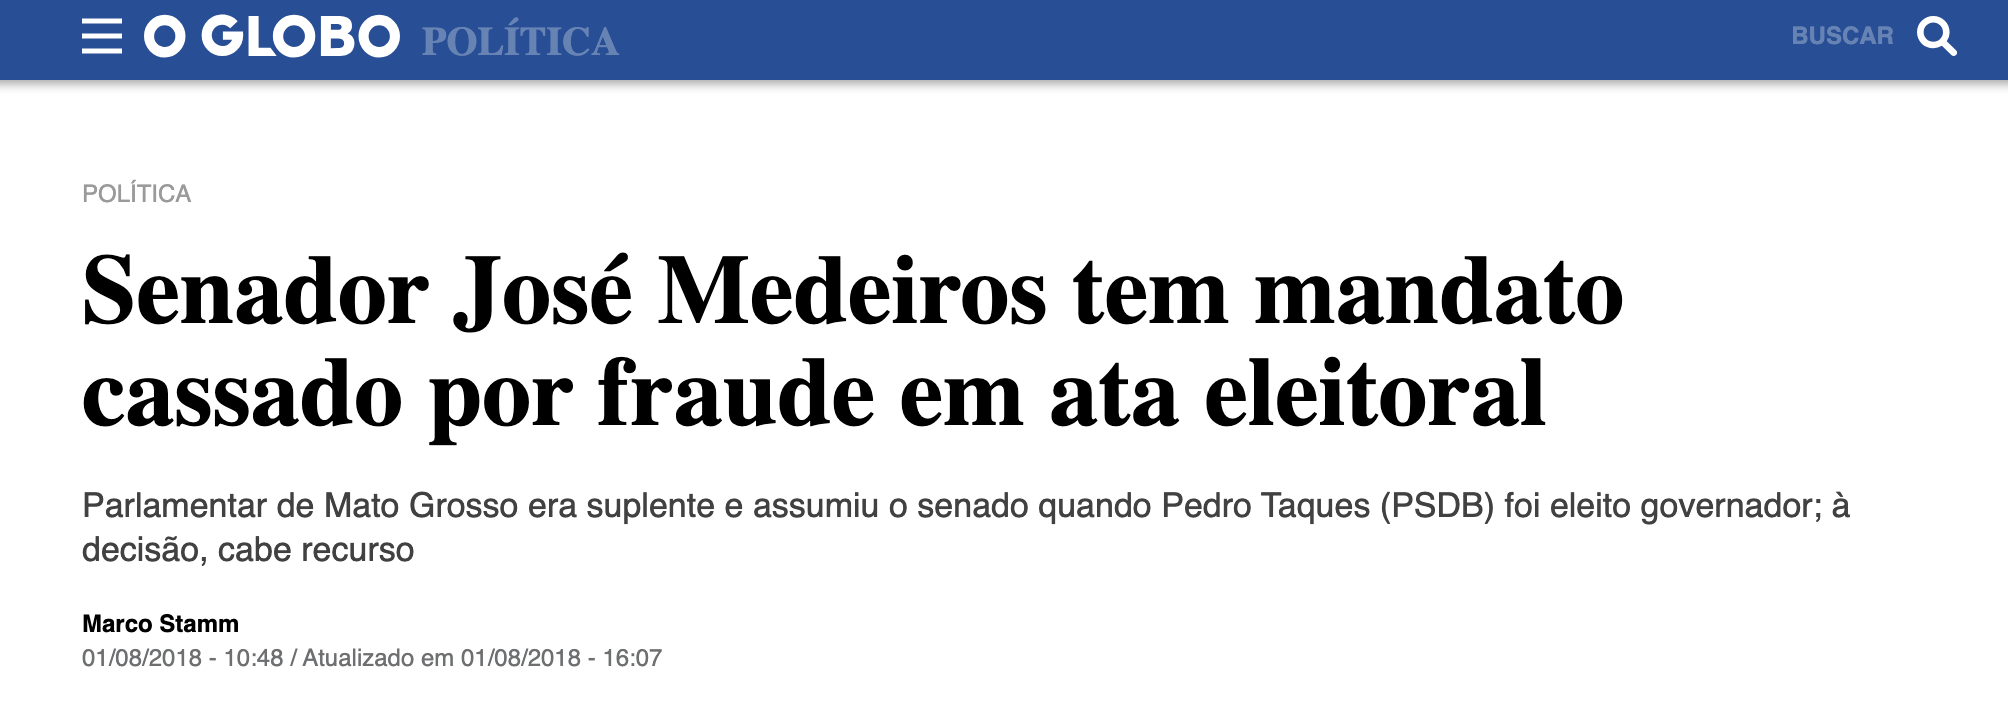 O GLOBO POLÍTICA BUSCAR
POLÍTICA
Senador José Medeiros tem mandato
cassado por fraude em ata eleitoral
Parlamentar de Mato Grosso era suplente e assumiu o senado quando Pedro Taques (PSDB) foi eleito governador; à
decisão, cabe recurso
Marco Stamm
01/08/2018 - 10:48 / Atualizado em 01/08/2018 - 16:07